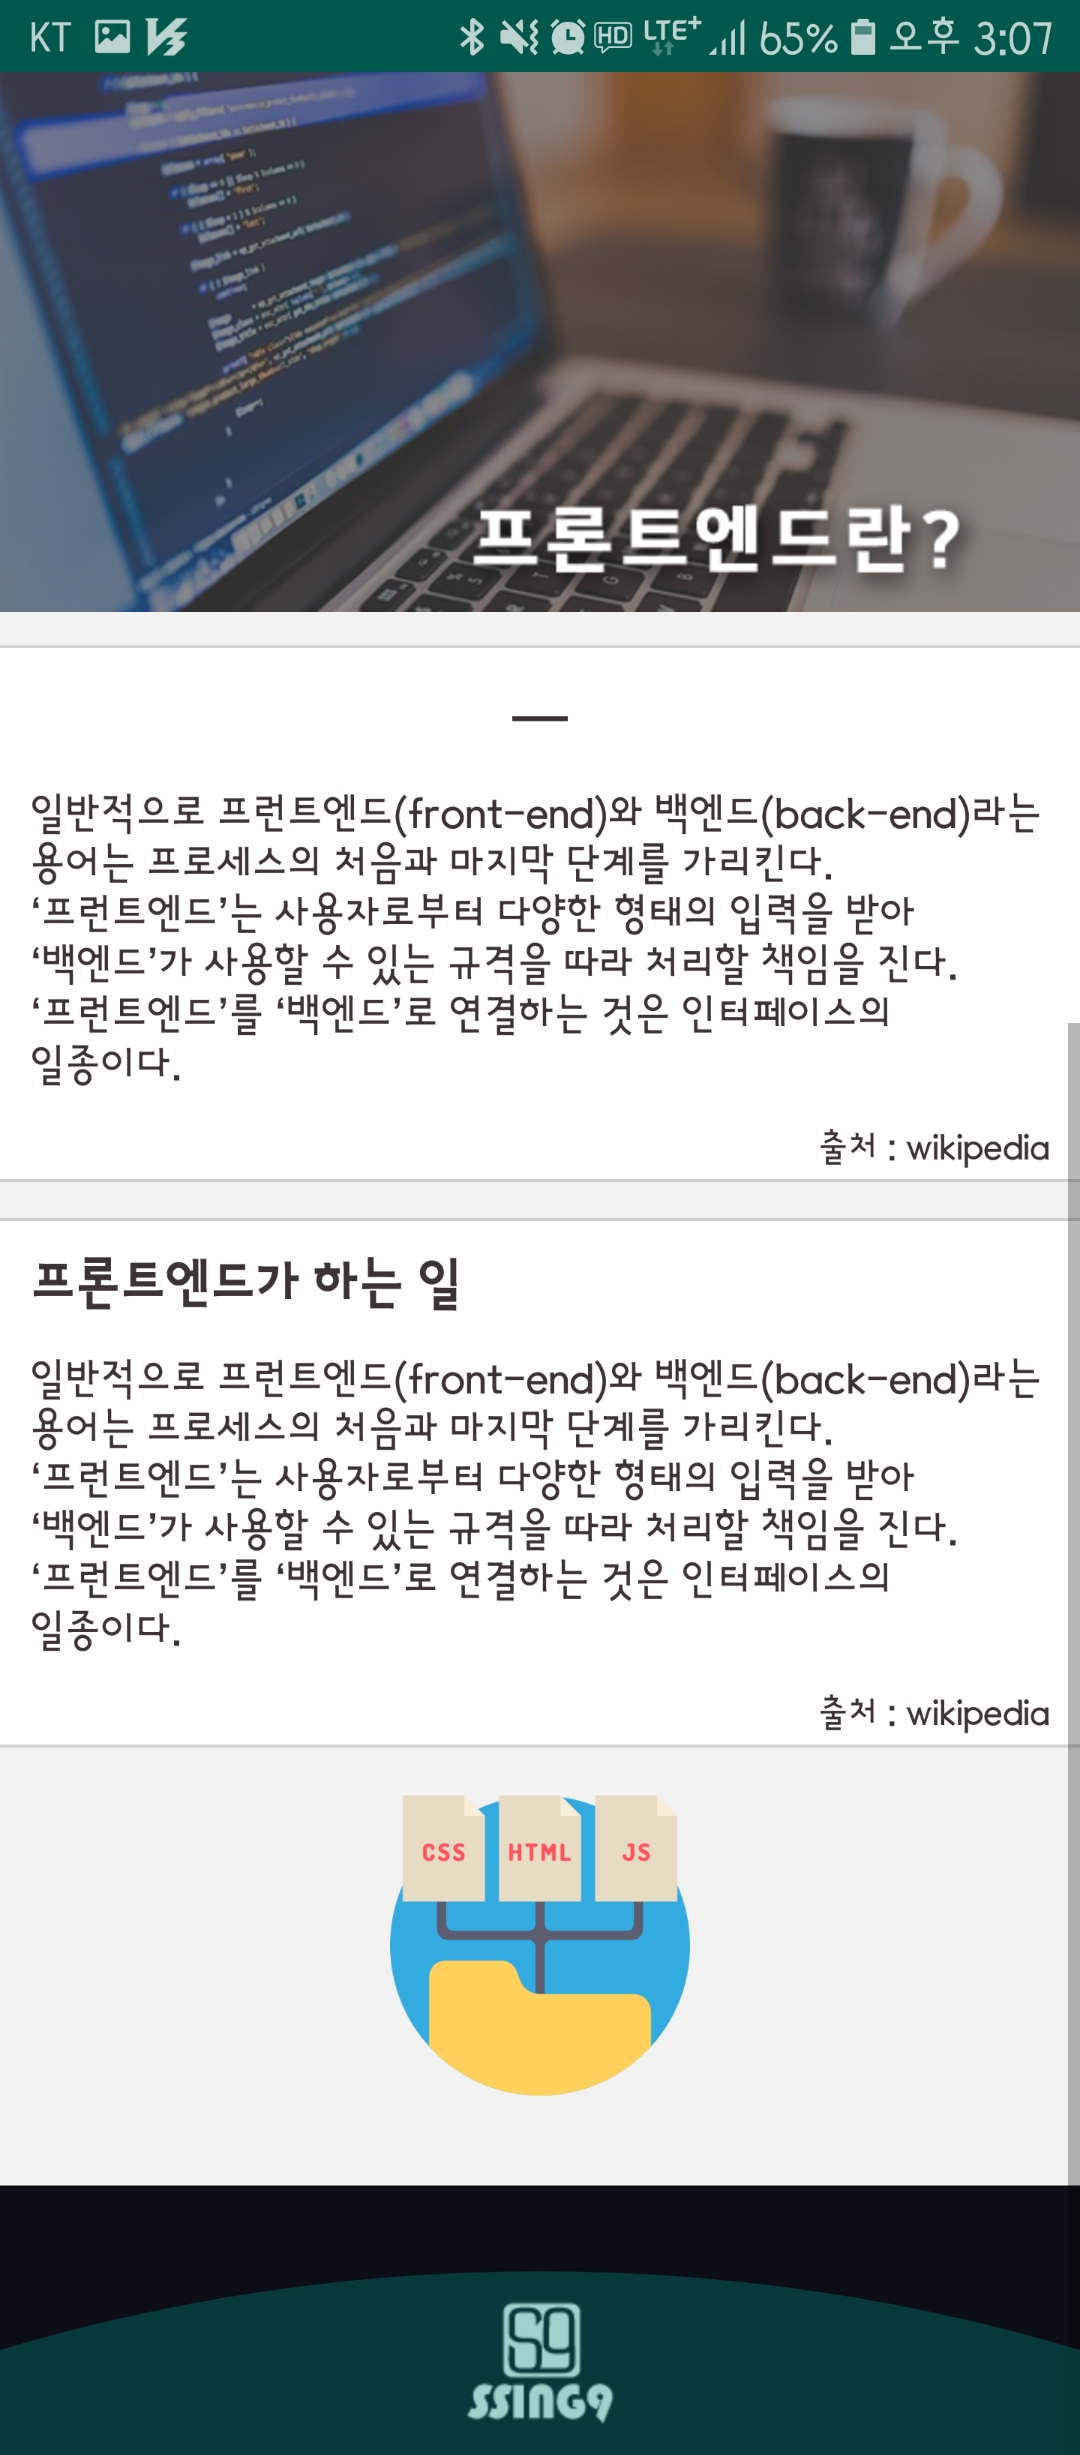 KT
HD LTE+ 65% 오후 3:07
프론트엔드란?
일반적으로 프런트엔드(front-end)와 백엔드(back-end)라는
용어는 프로세스의 처음과 마지막 단계를 가리킨다.
‘프런트엔드’는 사용자로부터 다양한 형태의 입력을 받아
‘백엔드’가 사용할 수 있는 규격을 따라 처리할 책임을 진다.
‘프런트엔드’를 ‘백엔드’로 연결하는 것은 인터페이스의
일종이다.
출처 : wikipedia
프론트엔드가 하는 일
일반적으로 프런트엔드(front-end)와 백엔드(back-end)라는
용어는 프로세스의 처음과 마지막 단계를 가리킨다.
‘프런트엔드’는 사용자로부터 다양한 형태의 입력을 받아
‘백엔드’가 사용할 수 있는 규격을 따라 처리할 책임을 진다.
‘프런트엔드’를 ‘백엔드’로 연결하는 것은 인터페이스의
일종이다.
출처 : wikipedia
CSS HTML JS
S9
SSING9